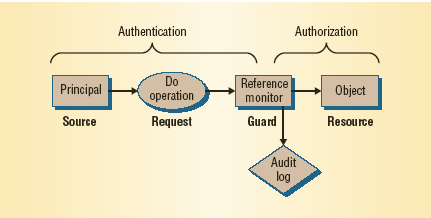 Authentication
Authorization
Principal
Do
operation
Reference
monitor
Object
Source
Request
Guard
Resource
Audit
log